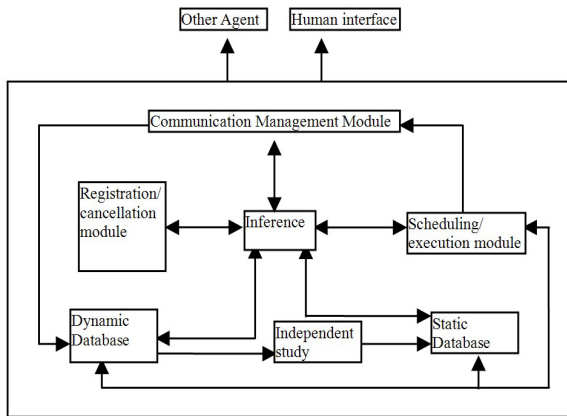 Other Agent
Human interface
Communication Management Module
Registration/
cancellation
module
Inference
Scheduling/
execution module
Dynamic
Database
Independent
study
Static
Database